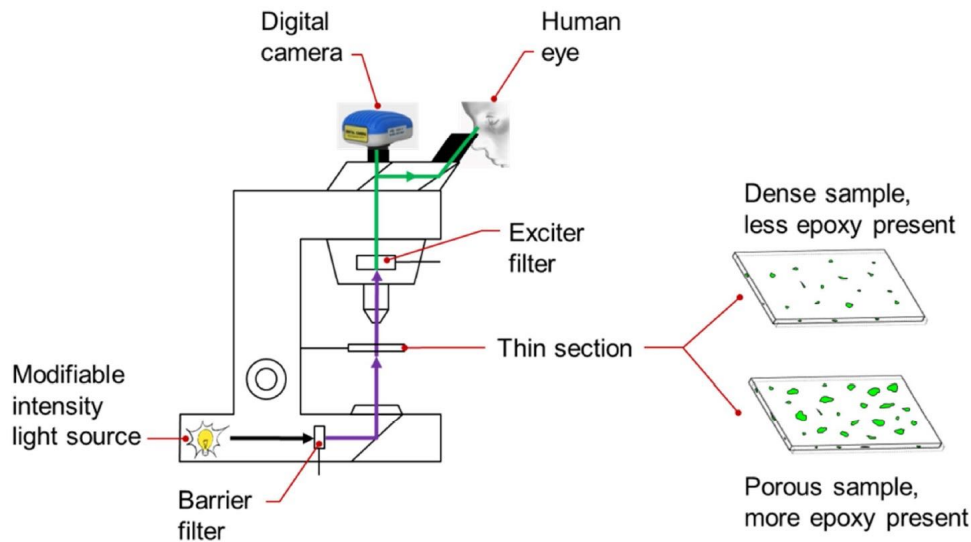 Digital
camera
Human
eye
Exciter
filter
Dense sample,
less epoxy present
Thin section
Modifiable
intensity
light source
Barrier
filter
Porous sample,
more epoxy present